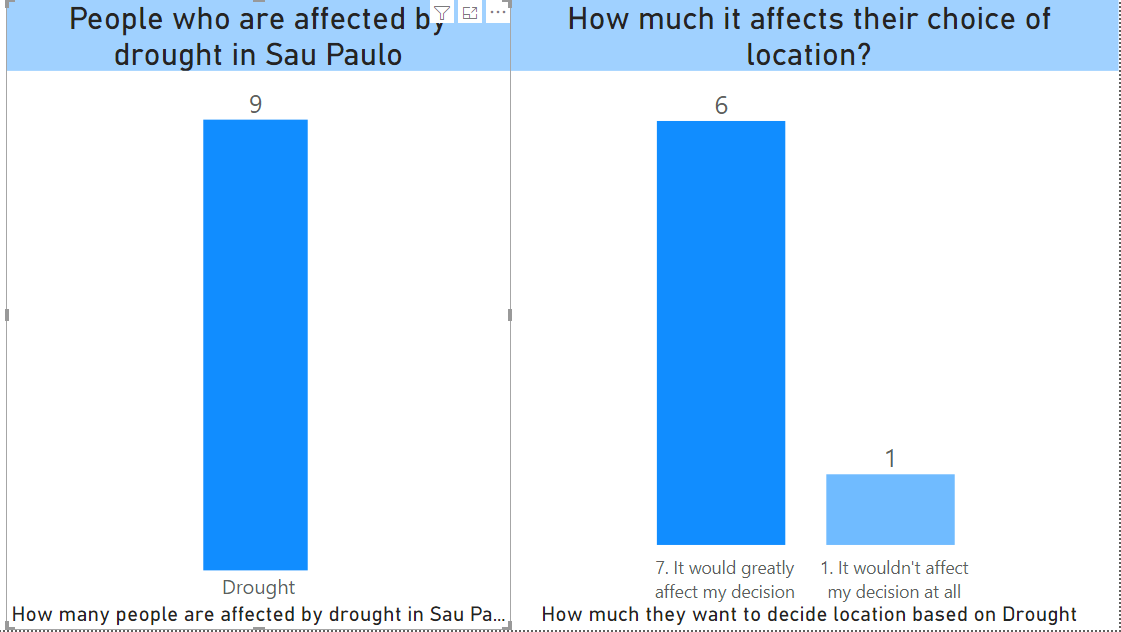 People who are affected by
drought in Sau Paulo
9
Drought
How many people are affected by drought in Sau Pa...
How much it affects their choice of
location?
6
1
7. It would greatly
affect my decision
1. It wouldn't affect
my decision at all
How much they want to decide location based on Drought